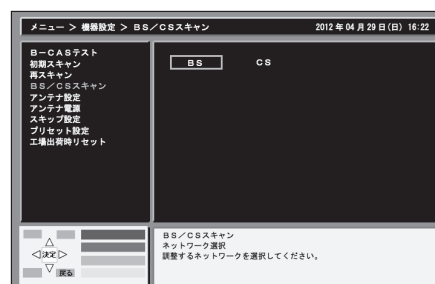 メニュー > 機器設定 > BS／CSスキャン 2012年04月29日(日) 16:22
B－CASテスト
初期スキャン
再スキャン
BS／CSスキャン
アンテナ設定
アンテナ電源
スキップ設定
プリセット設定
工場出荷時リセット
BS CS
決定
戻る
BS／CSスキャン
ネットワーク選択
調整するネットワークを選択してください。